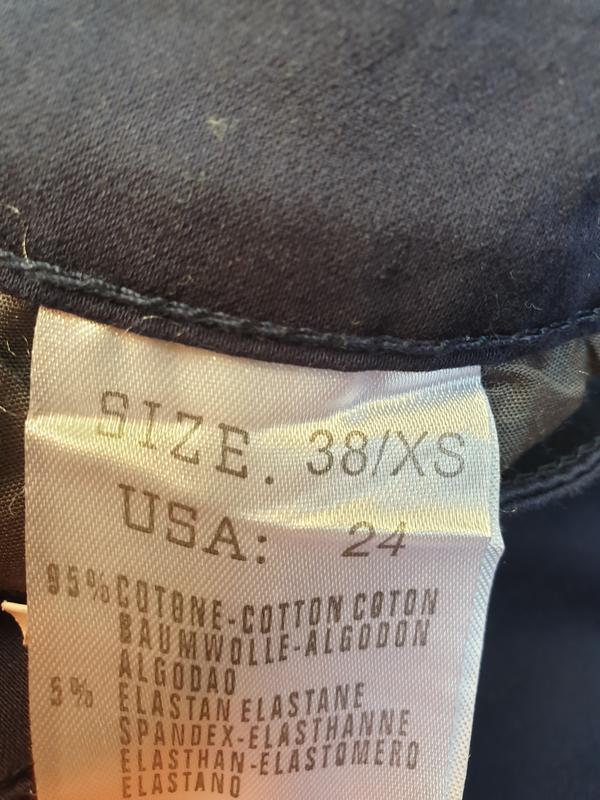 SIZE. 38/XS
USA: 24
95% COTONE-COTTON COTON
BAUMWOLLE-ALGODON
ALGODAO
5% ELASTAN ELASTANE
SPANDEX-ELASTHANNE
ELASTHAN-ELASTOMERO
ELASTANO